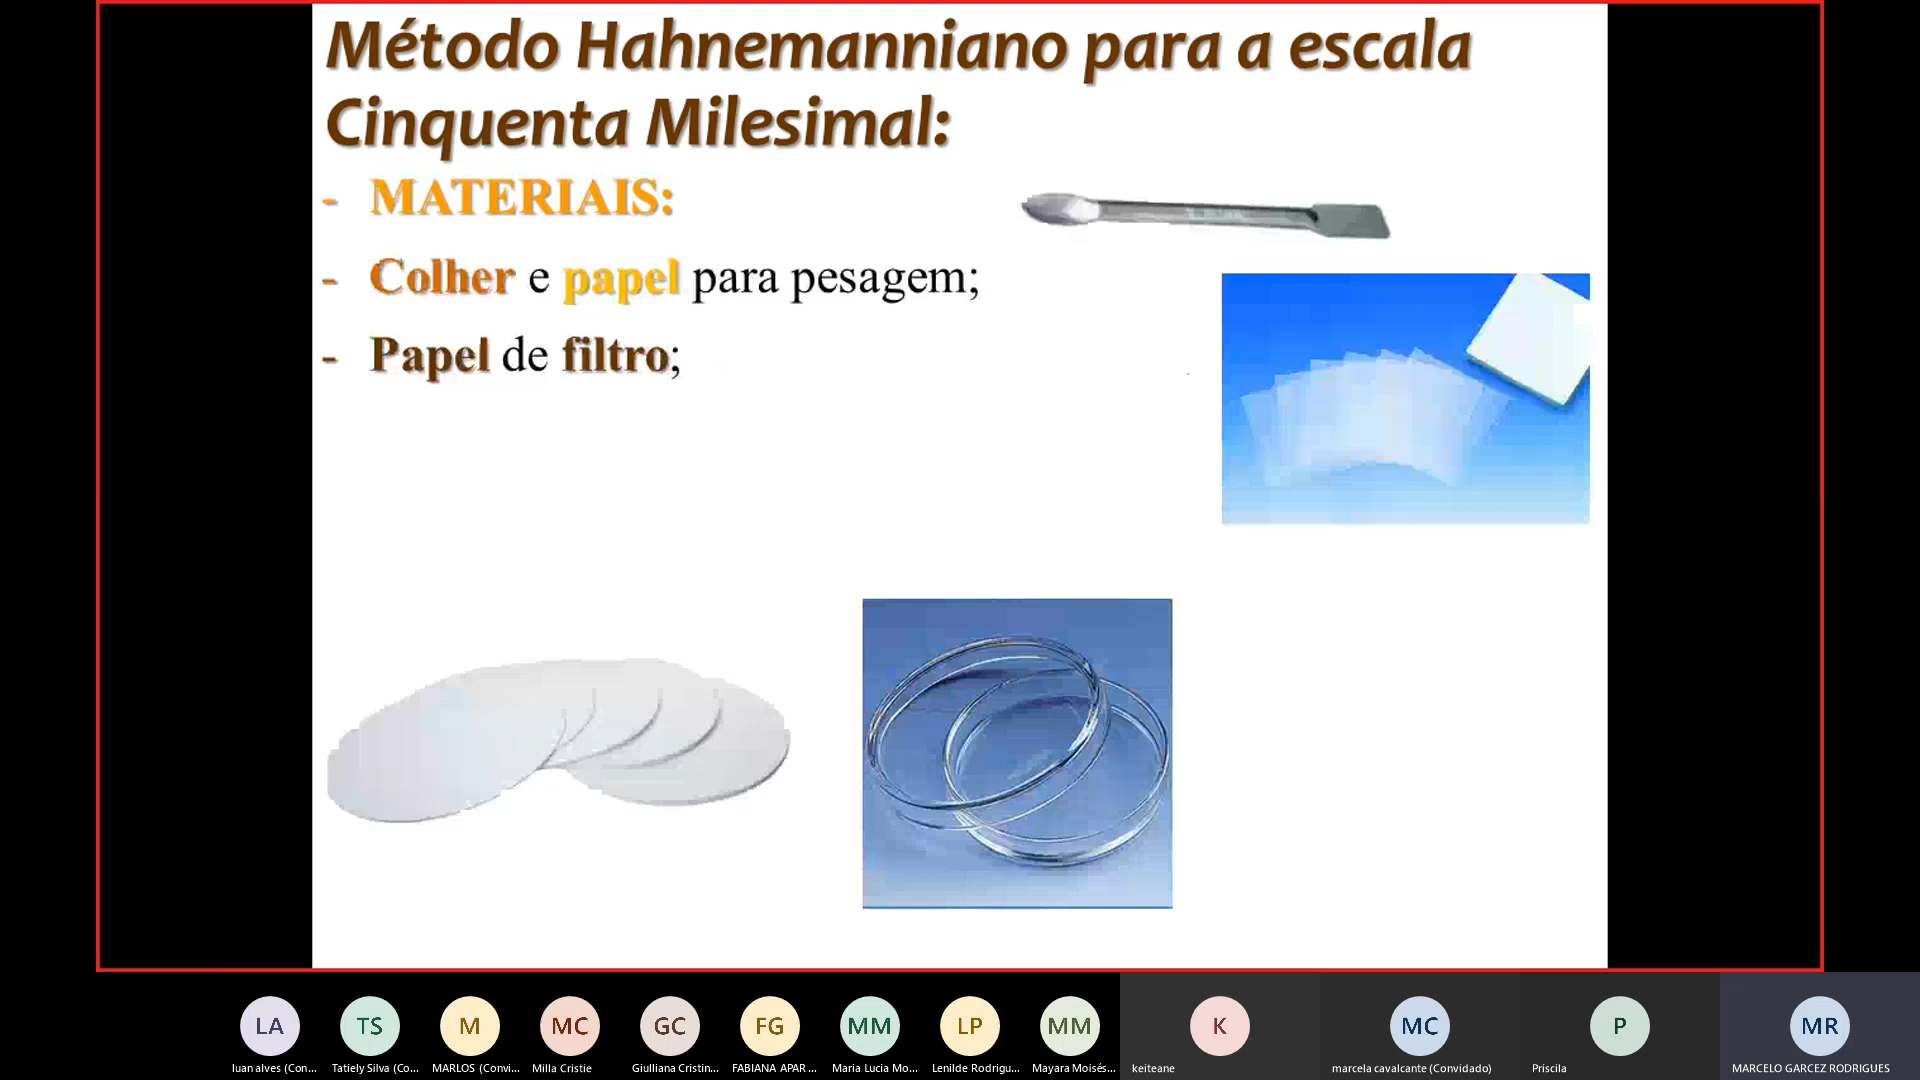 Método Hahnemanniano para a escala
Cinquenta Milesimal:
- MATERIAIS:
- Colher e papel para pesagem;
- Papel de filtro;
LA TS M MC GC FG MM LP MM K MC P MR
luan alves (Con... Tatiely Silva (Co... MARLOS (Convi... Milla Cristie Giulliana Cristin... FABIANA APAR ... Maria Lucia Mo... Lenilde Rodrigu... Mayara Moisés... keiteane marcela cavalcante (Convidado) Priscila MARCELO GARCEZ RODRIGUES